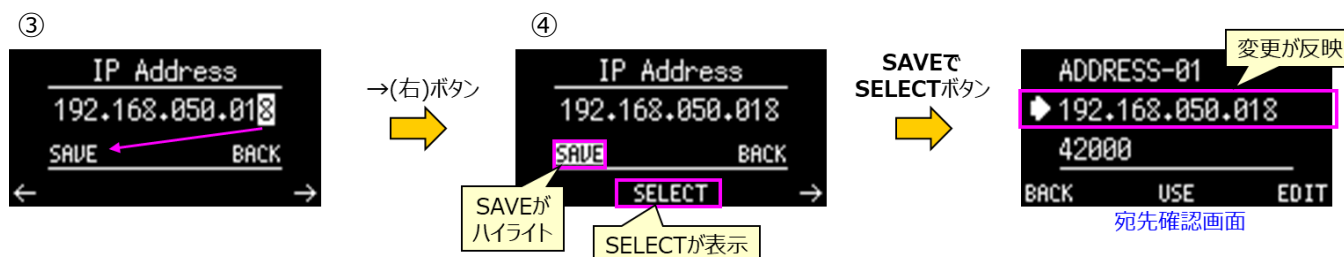 ③
IP Address
192.168.050.018
SAVE BACK
← →
→(右)ボタン
④
IP Address
192.168.050.018
SAVE BACK
SELECT →
SAVEが
ハイライト
SELECTが表示
SAVEで
SELECTボタン
変更が反映
ADDRESS-01
192.168.050.018
42000
BACK USE EDIT
宛先確認画面